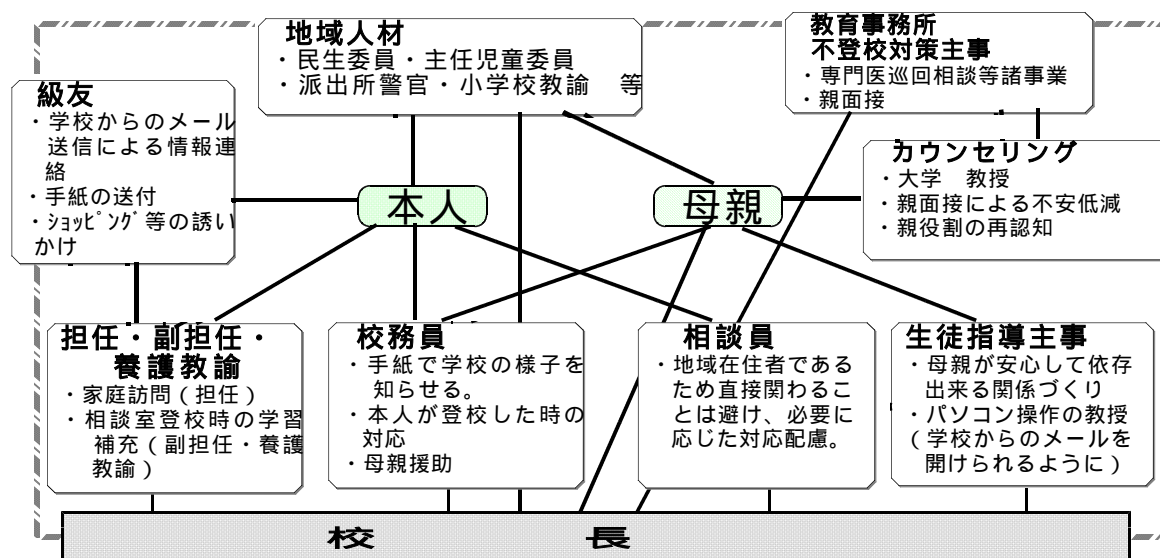 地域人材
・民生委員・主任児童委員
・派出所警官・小学校教諭　等
教育事務所
不登校対策主事
・専門医巡回相談等諸事業
・親面接
級友
・学校からのメール
送信による情報連
絡
・手紙の送付
・ｼｮｯﾋﾟﾝｸﾞ等の誘い
かけ
本人
母親
カウンセリング
・大学　教授
・親面接による不安低減
・親役割の再認知
担任・副担任・
養護教諭
・家庭訪問（担任）
・相談室登校時の学習
補充（副担任・養護
教諭）
校務員
・手紙で学校の様子を
知らせる。
・本人が登校した時の
対応
・母親援助
相談員
・地域在住者である
ため直接関わるこ
とは避け、必要に
応じた対応配慮。
生徒指導主事
・母親が安心して依存
出来る関係づくり
・パソコン操作の教授
（学校からのメールを
開けられるように）
校　長